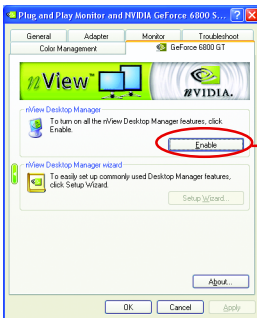 Plug and Play Monitor and NVIDIA GeForce 6800 S...
General Adapter Monitor Troubleshoot
Color Management GeForce 6800 GT
nView™ NVIDIA.
nView Desktop Manager
To turn on all the nView Desktop Manager features, click
Enable.
Enable
nView Desktop Manager wizard
To easily set up commonly used Desktop Manager features,
click Setup Wizard.
Setup Wizard...
About...
OK Cancel Apply